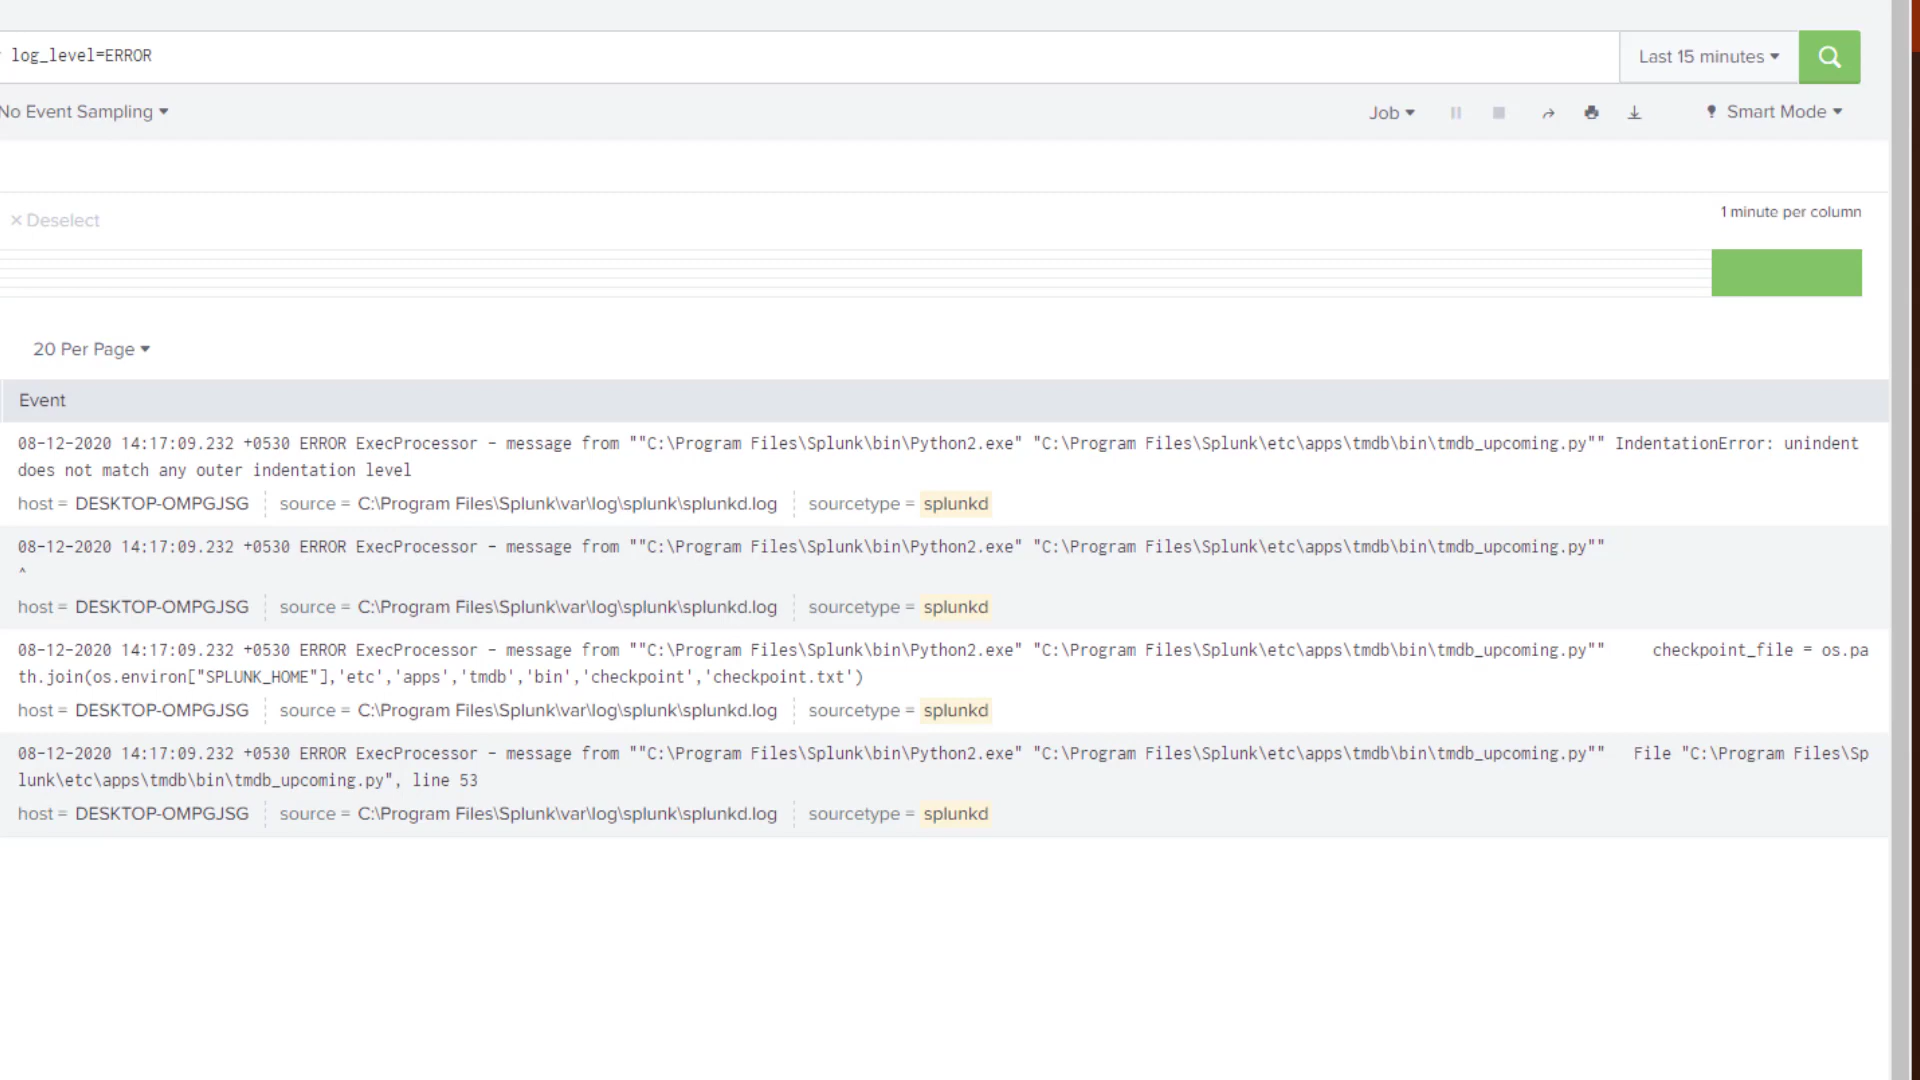 log_level=ERROR
Last 15 minutes
No Event Sampling
Job
Smart Mode
× Deselect
1 minute per column
20 Per Page
Event
08-12-2020 14:17:09.232 +0530 ERROR ExecProcessor - message from ""C:\Program Files\Splunk\bin\Python2.exe" "C:\Program Files\Splunk\etc\apps\tmdb\bin\tmdb_upcoming.py"" IndentationError: unindent
does not match any outer indentation level
host = DESKTOP-OMPGJSG source = C:\Program Files\Splunk\var\log\splunk\splunkd.log sourcetype = splunkd
08-12-2020 14:17:09.232 +0530 ERROR ExecProcessor - message from ""C:\Program Files\Splunk\bin\Python2.exe" "C:\Program Files\Splunk\etc\apps\tmdb\bin\tmdb_upcoming.py""
^
host = DESKTOP-OMPGJSG source = C:\Program Files\Splunk\var\log\splunk\splunkd.log sourcetype = splunkd
08-12-2020 14:17:09.232 +0530 ERROR ExecProcessor - message from ""C:\Program Files\Splunk\bin\Python2.exe" "C:\Program Files\Splunk\etc\apps\tmdb\bin\tmdb_upcoming.py"" checkpoint_file = os.pa
th.join(os.environ["SPLUNK_HOME"],'etc','apps','tmdb','bin','checkpoint','checkpoint.txt')
host = DESKTOP-OMPGJSG source = C:\Program Files\Splunk\var\log\splunk\splunkd.log sourcetype = splunkd
08-12-2020 14:17:09.232 +0530 ERROR ExecProcessor - message from ""C:\Program Files\Splunk\bin\Python2.exe" "C:\Program Files\Splunk\etc\apps\tmdb\bin\tmdb_upcoming.py"" File "C:\Program Files\Sp
lunk\etc\apps\tmdb\bin\tmdb_upcoming.py", line 53
host = DESKTOP-OMPGJSG source = C:\Program Files\Splunk\var\log\splunk\splunkd.log sourcetype = splunkd